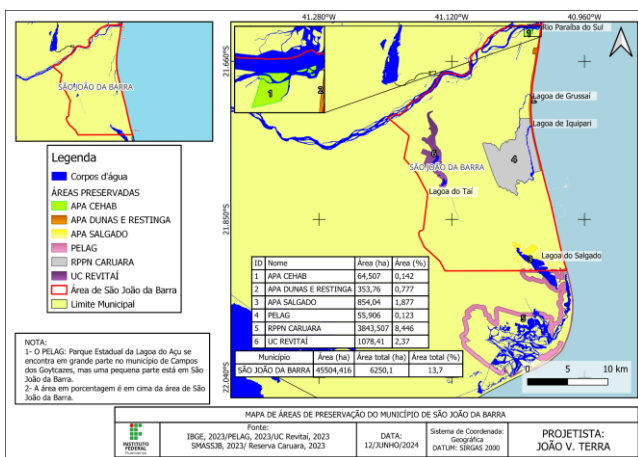 41.280°W
41.120°W
40.960°W
21.660°S
21.850°S
22.040°S
SÃO JOÃO DA BARRA
1
2
Rio Paraíba do Sul
Lagoa de Grussaí
Lagoa de Iquipari
4
6
SÃO JOÃO DA BARRA
Lagoa do Taí
Lagoa do Salgado
5
Legenda
Corpos d'água
ÁREAS PRESERVADAS
APA CEHAB
APA DUNAS E RESTINGA
APA SALGADO
PELAG
RPPN CARUARA
UC REVITAÍ
Área de São João da Barra
Limite Municipal
ID Nome Área (ha) Área (%)
1 APA CEHAB 64,507 0,142
2 APA DUNAS E RESTINGA 353,76 0,777
3 APA SALGADO 854,04 1,877
4 PELAG 55,906 0,123
5 RPPN CARUARA 3843,507 8,446
6 UC REVITAÍ 1078,41 2,37
Município Área (ha) Área total (ha) Área total (%)
SÃO JOÃO DA BARRA 45504,416 6250,1 13,7
NOTA:
1- O PELAG: Parque Estadual da Lagoa do Açu se
encontra em grande parte no município de Campos
dos Goytcazes, mas uma pequena parte está em São
João da Barra.
2- A área em porcentagem é em cima da área de São
João da Barra.
0 5 10 km
MAPA DE ÁREAS DE PRESERVAÇÃO DO MUNICÍPIO DE SÃO JOÃO DA BARRA
INSTITUTO
FEDERAL
Fluminense
Fonte:
IBGE, 2023/PELAG, 2023/UC Revitaí, 2023
SMASSJB, 2023/ Reserva Caruara, 2023
DATA:
12/JUNHO/2024
Sistema de Coordenada:
Geográfica
DATUM: SIRGAS 2000
PROJETISTA:
JOÃO V. TERRA